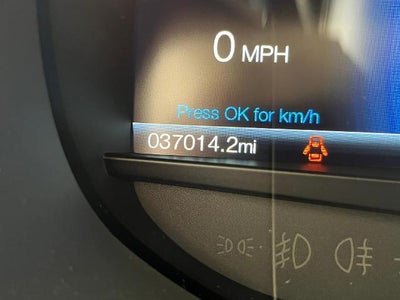 0 MPH
Press OK for km/h
037014.2mi